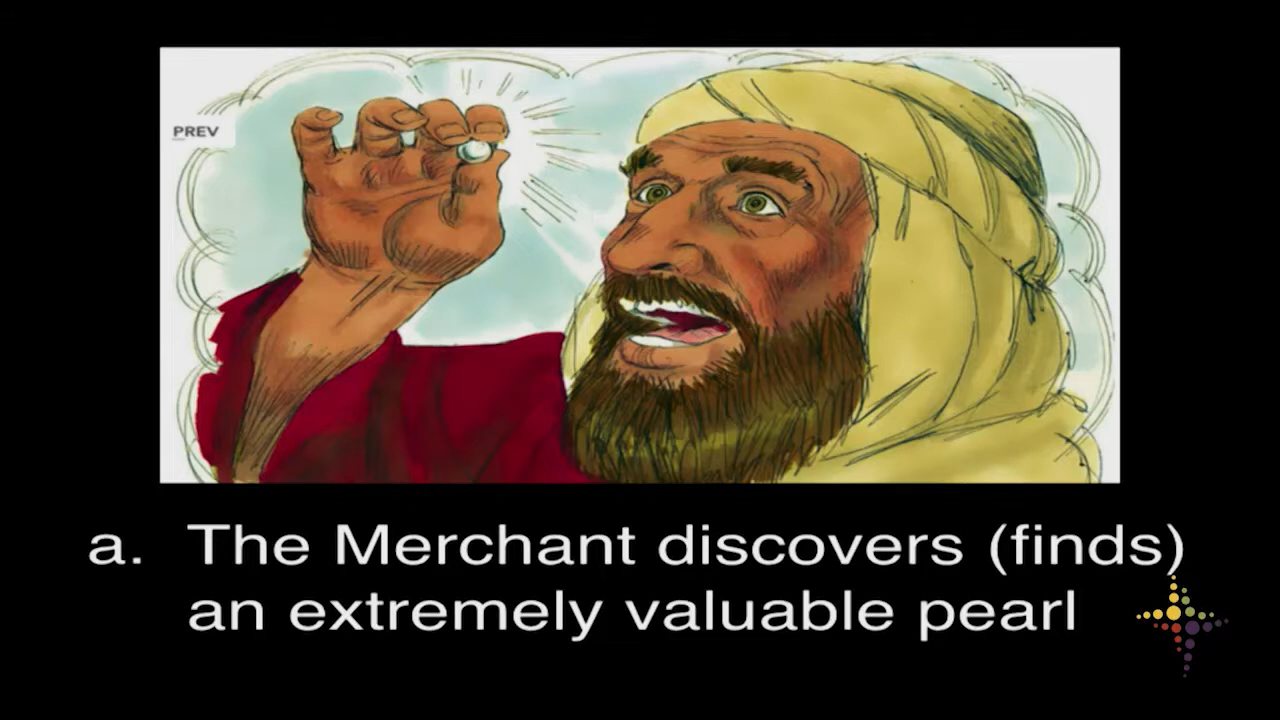 PREV
a. The Merchant discovers (finds)
an extremely valuable pearl